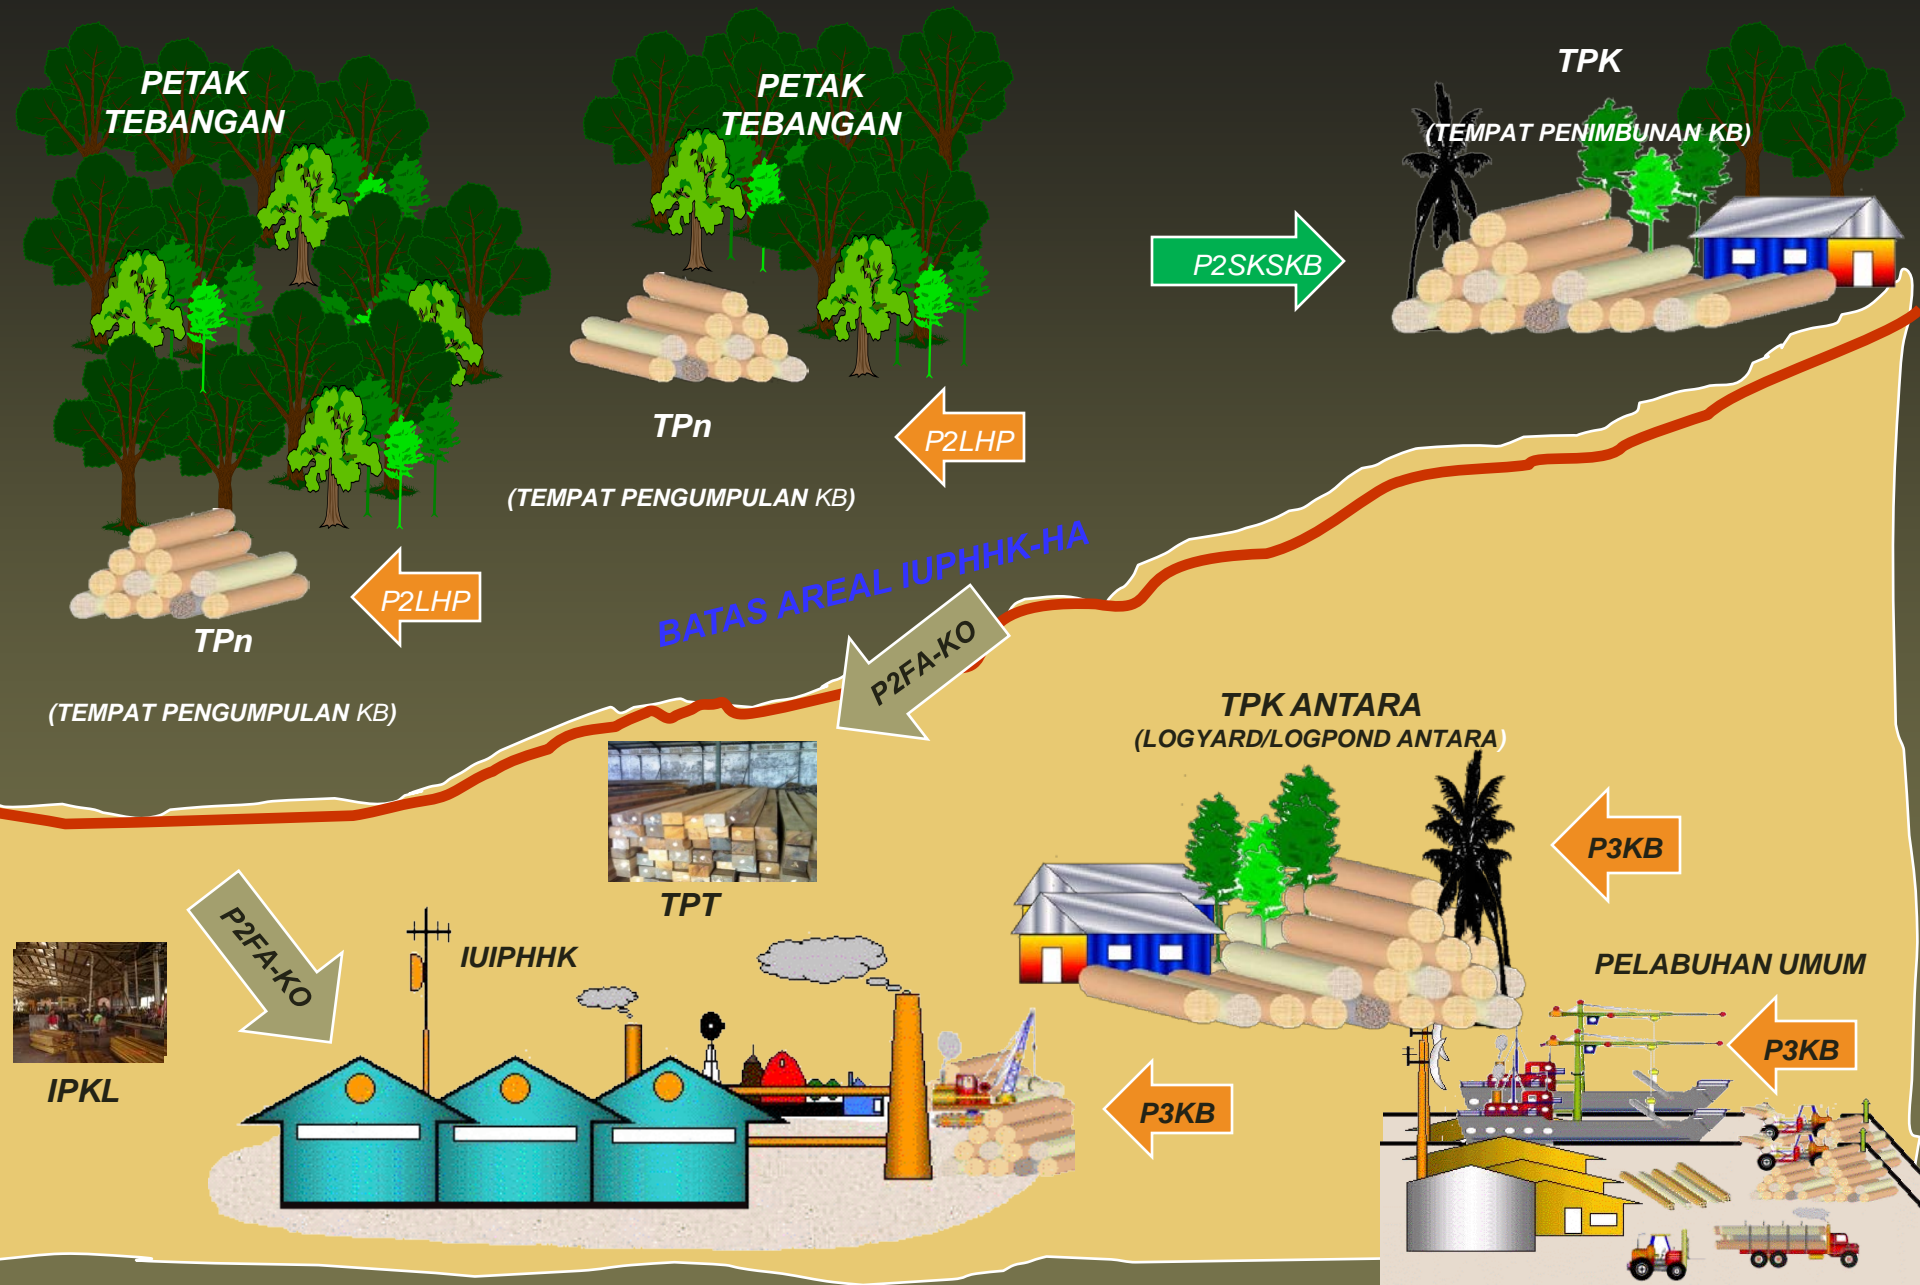 PETAK
TEBANGAN
PETAK
TEBANGAN
TPK
(TEMPAT PENIMBUNAN KB)
P2SKSKB
TPn
P2LHP
(TEMPAT PENGUMPULAN KB)
P2LHP
TPn
(TEMPAT PENGUMPULAN KB)
BATAS AREAL IUPHHK-HA
P2FA-KO
TPK ANTARA
(LOGYARD/LOGPOND ANTARA)
P3KB
TPT
P2FA-KO
IUIPHHK
PELABUHAN UMUM
P3KB
IPKL
P3KB